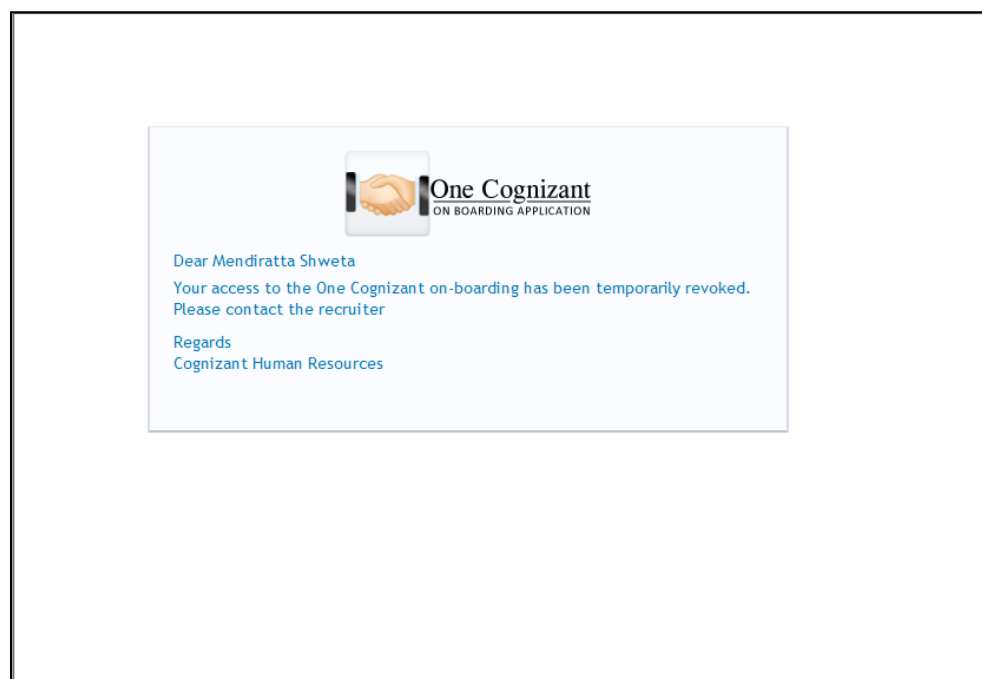 One Cognizant
ON BOARDING APPLICATION
Dear Mendiratta Shweta
Your access to the One Cognizant on-boarding has been temporarily revoked.
Please contact the recruiter
Regards
Cognizant Human Resources